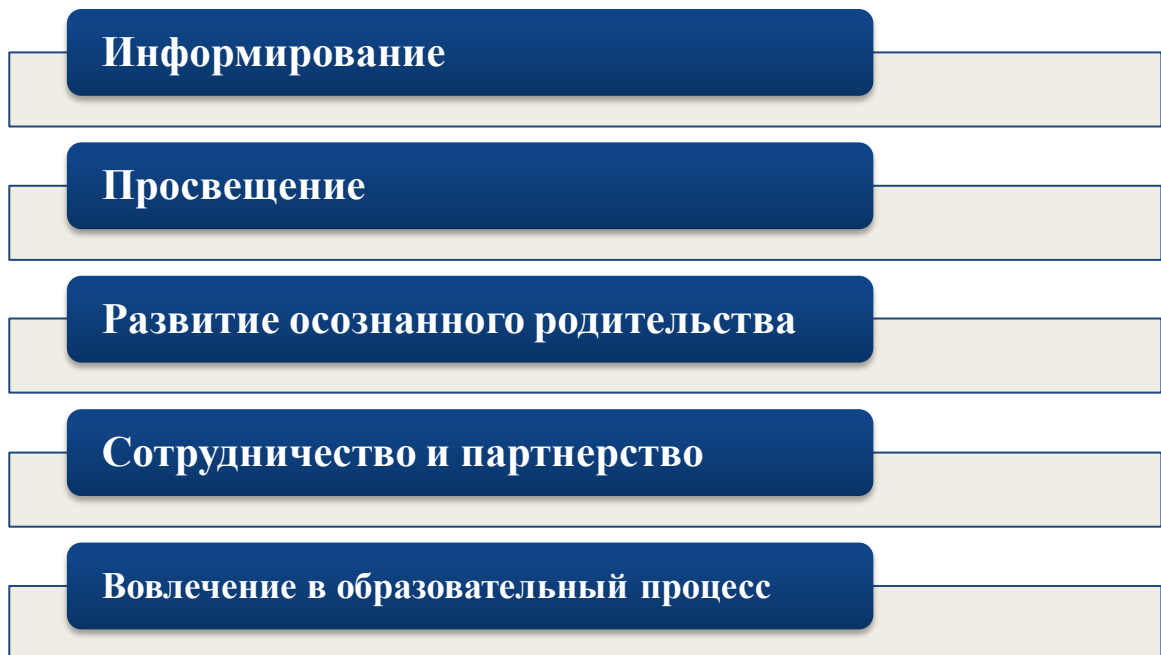 Информирование
Просвещение
Развитие осознанного родительства
Сотрудничество и партнерство
Вовлечение в образовательный процесс